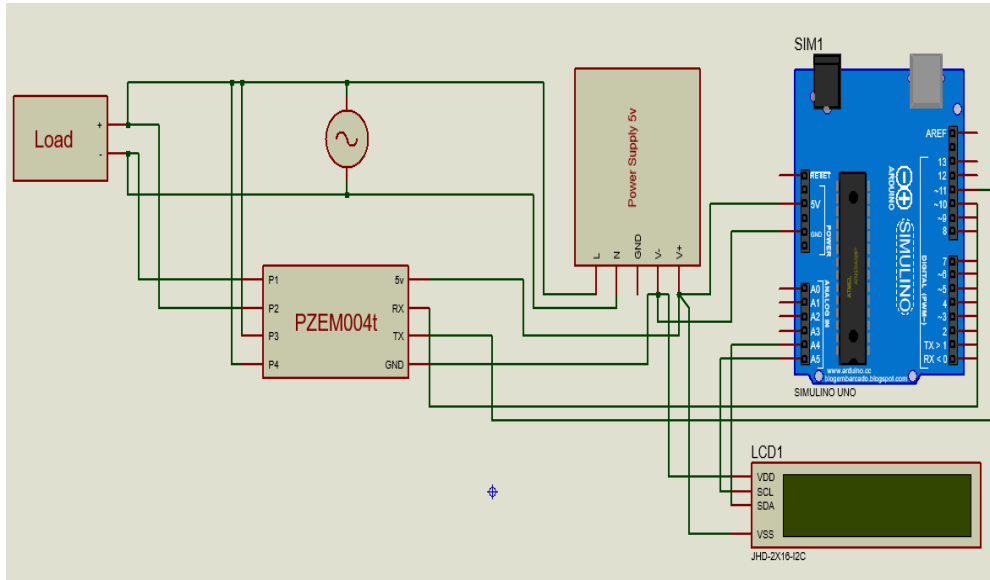 SIM1
Load
+
-
Power Supply 5v
L
N
GND
V-
V+
PZEM004t
P1
P2
P3
P4
5v
RX
TX
GND
RESET
5V
GND
POWER
A0
A1
A2
A3
A4
A5
ANALOG IN
AREF
13
12
~11
~10
~9
8
7
~6
~5
4
~3
2
TX > 1
RX < 0
DIGITAL (PWM~)
ARDUINO
SIMULINO
www.arduino.cc
blogembarcado.blogspot.com
SIMULINO UNO
LCD1
VDD
SCL
SDA
VSS
JHD-2X16-I2C